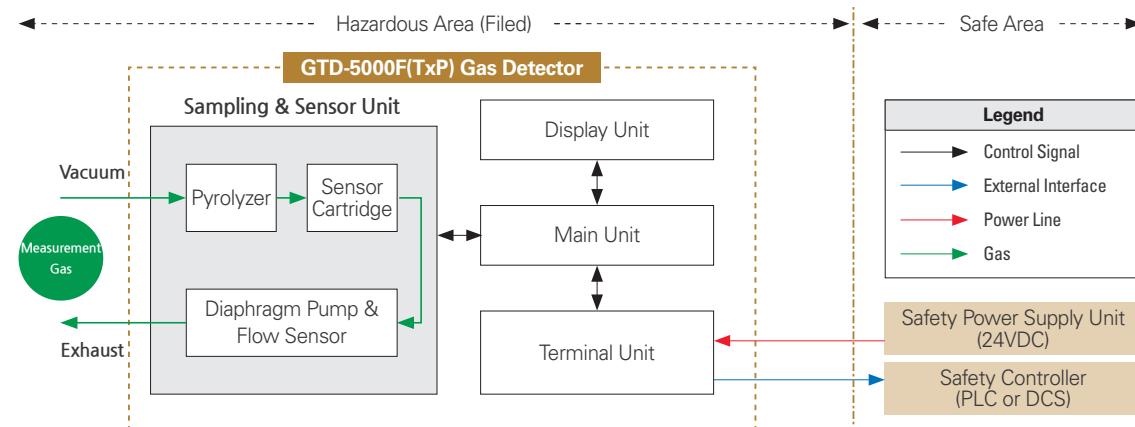 Hazardous Area (Filed)
Safe Area
GTD-5000F(TxP) Gas Detector
Sampling & Sensor Unit
Vacuum
Pyrolyzer
Sensor
Cartridge
Measurement
Gas
Diaphragm Pump &
Flow Sensor
Exhaust
Display Unit
Main Unit
Terminal Unit
Legend
Control Signal
External Interface
Power Line
Gas
Safety Power Supply Unit
(24VDC)
Safety Controller
(PLC or DCS)